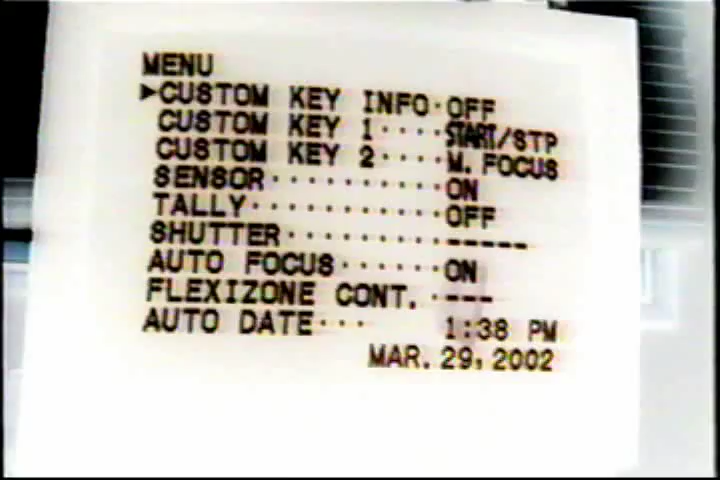 MENU
▶CUSTOM KEY INFO·OFF
CUSTOM KEY 1····START/STP
CUSTOM KEY 2····M.FOCUS
SENSOR··········ON
TALLY···········OFF
SHUTTER·········-----
AUTO FOCUS······ON
FLEXIZONE CONT.·---
AUTO DATE··· 1:38 PM
MAR.29,2002